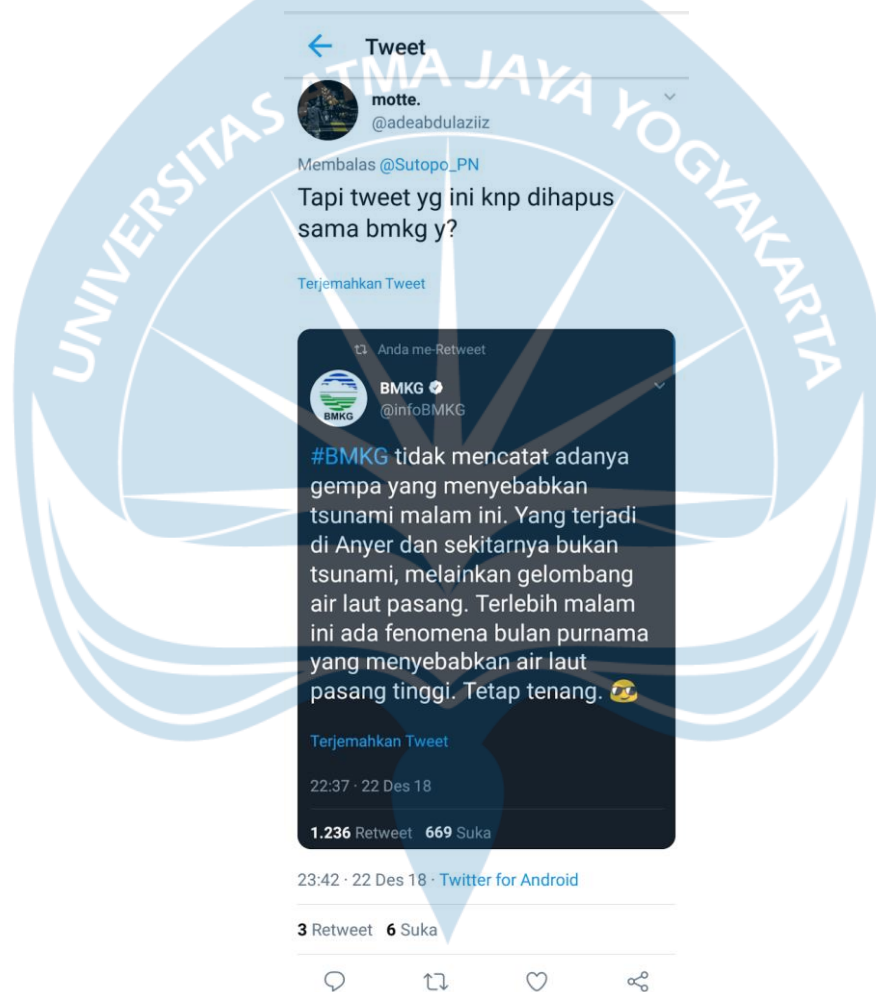 Tweet
motte.
@adeabdulaziiz
Membalas @Sutopo_PN
Tapi tweet yg ini knp dihapus
sama bmkg y?
Terjemahkan Tweet
Anda me-Retweet
BMKG
@infoBMKG
BMKG
#BMKG tidak mencatat adanya
gempa yang menyebabkan
tsunami malam ini. Yang terjadi
di Anyer dan sekitarnya bukan
tsunami, melainkan gelombang
air laut pasang. Terlebih malam
ini ada fenomena bulan purnama
yang menyebabkan air laut
pasang tinggi. Tetap tenang. 😎
Terjemahkan Tweet
22:37 · 22 Des 18
1.236 Retweet 669 Suka
23:42 · 22 Des 18 · Twitter for Android
3 Retweet 6 Suka
UNIVERSITAS ATMA JAYA YOGYAKARTA